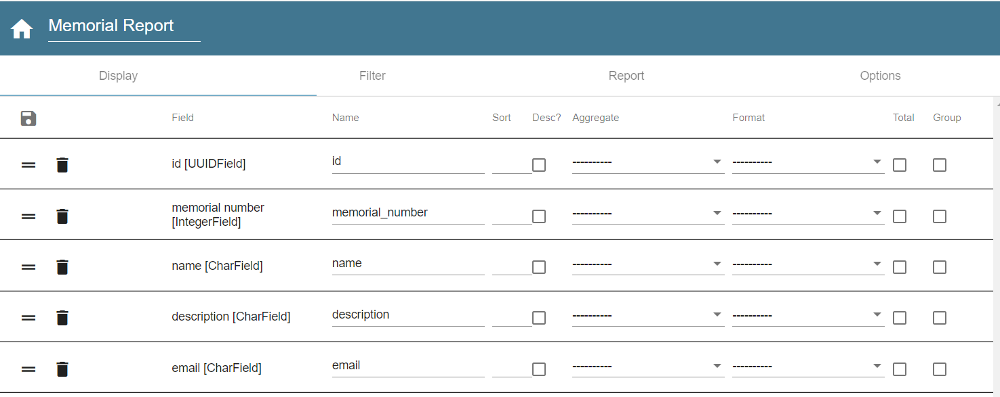 Memorial Report
Display Filter Report Options
Field Name Sort Desc? Aggregate Format Total Group
id [UUIDField] id ---------- ----------
memorial number
[IntegerField] memorial_number ---------- ----------
name [CharField] name ---------- ----------
description [CharField] description ---------- ----------
email [CharField] email ---------- ----------